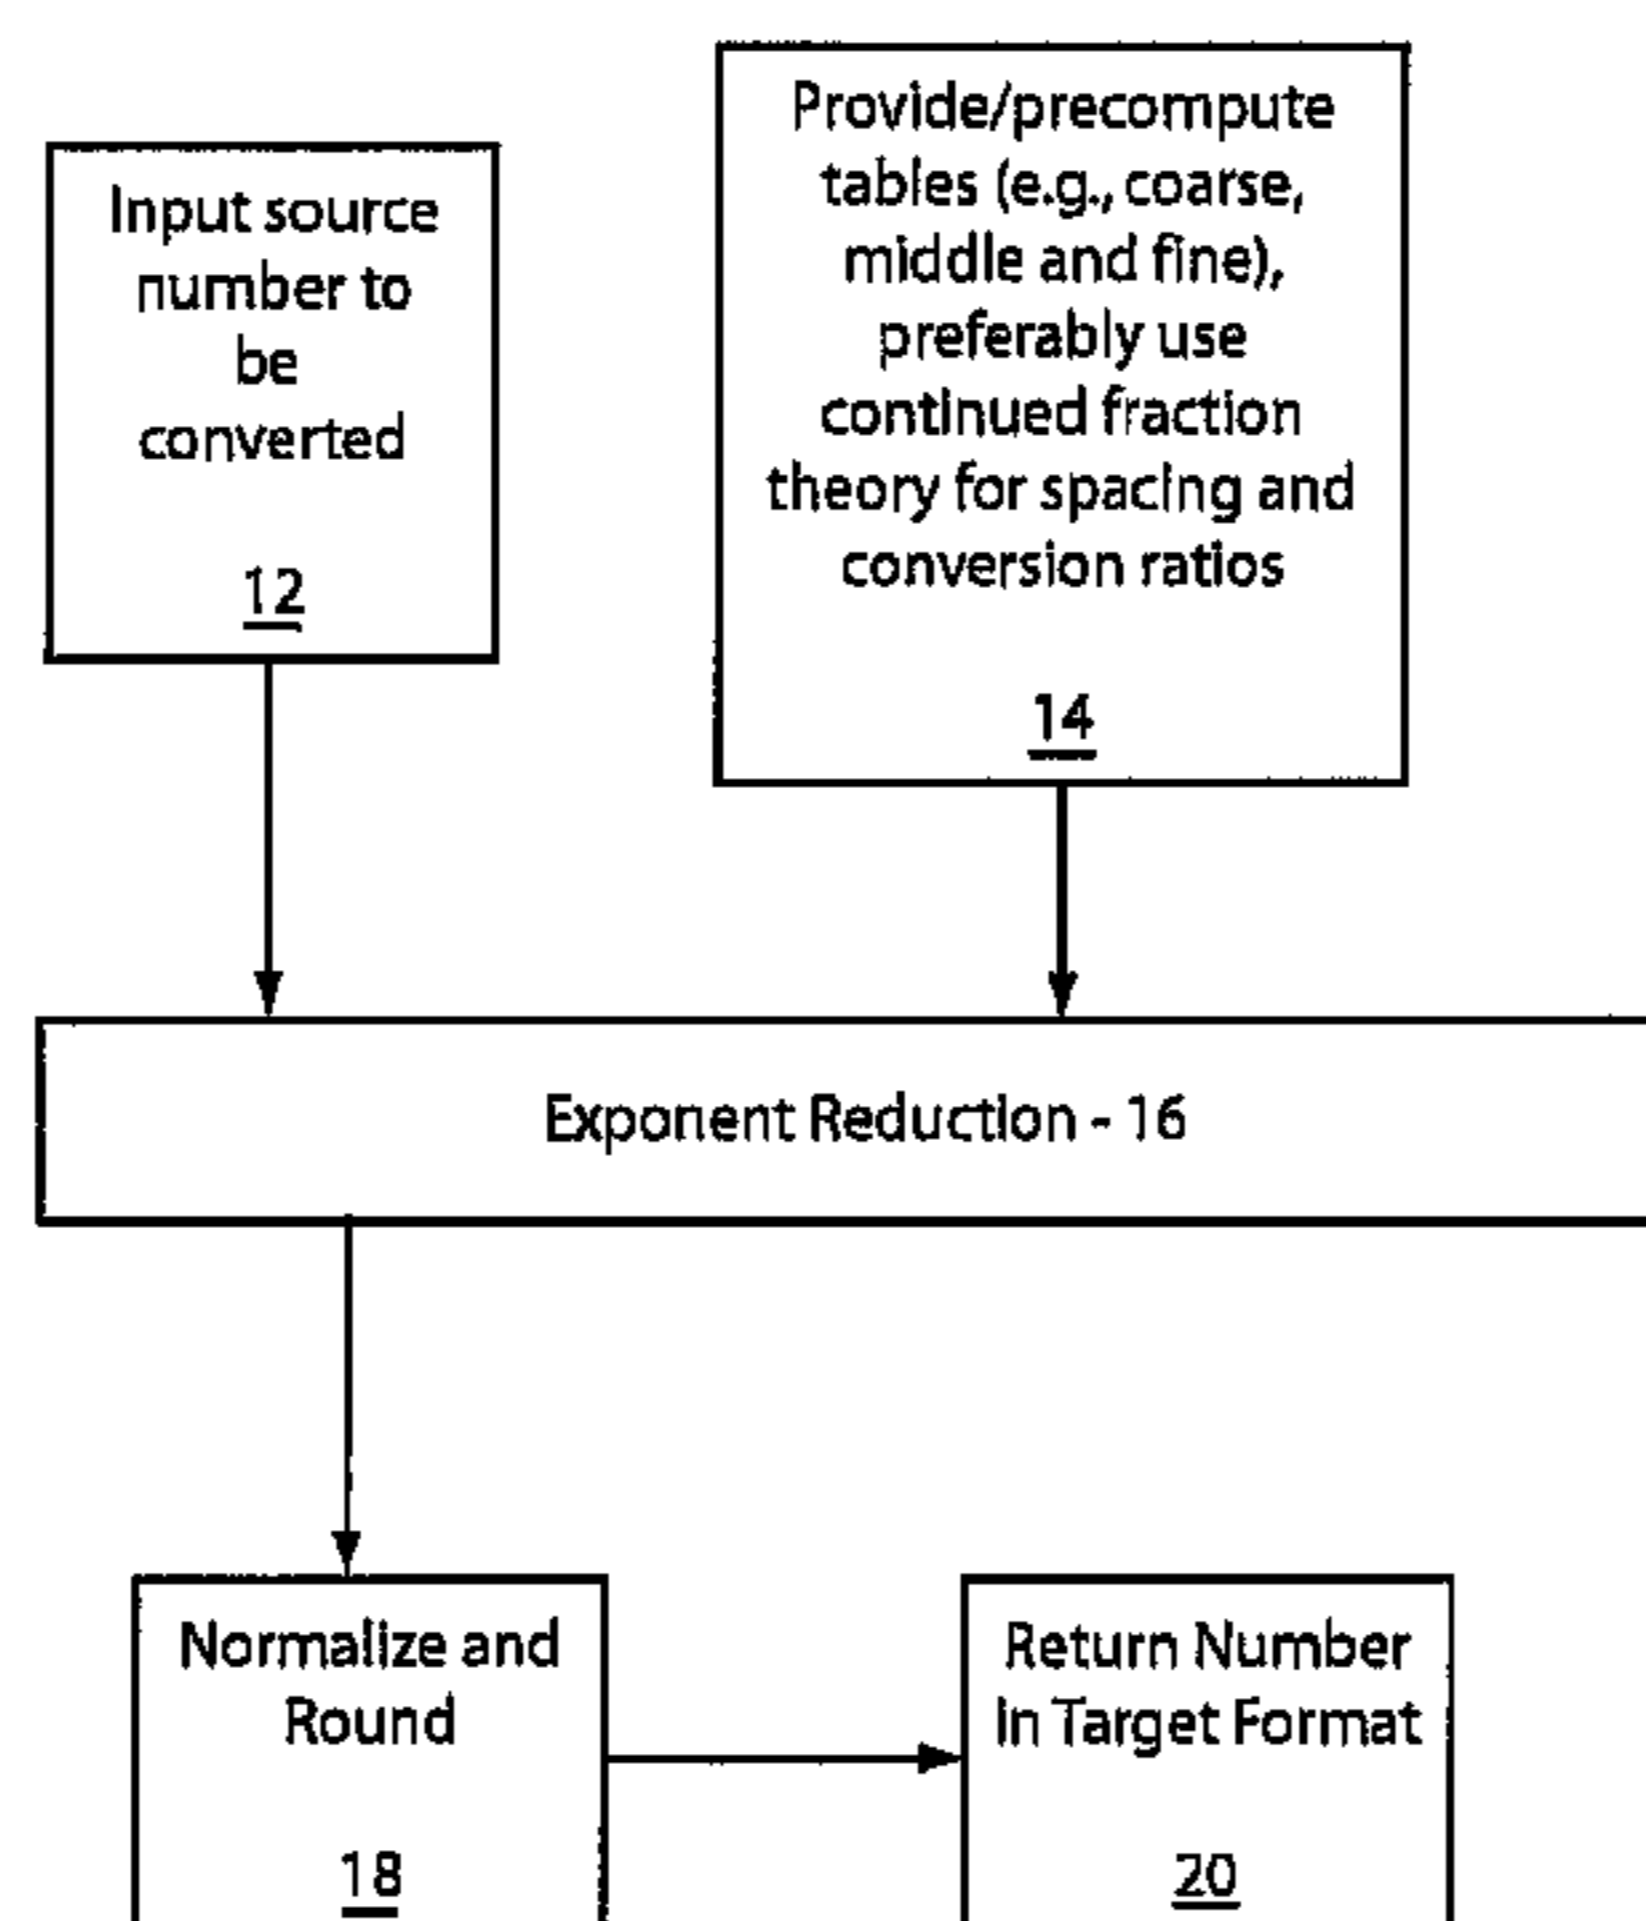 Input source
number to
be
converted
12
Provide/precompute
tables (e.g., coarse,
middle and fine),
preferably use
continued fraction
theory for spacing and
conversion ratios
14
Exponent Reduction - 16
Normalize and
Round
18
Return Number
in Target Format
20